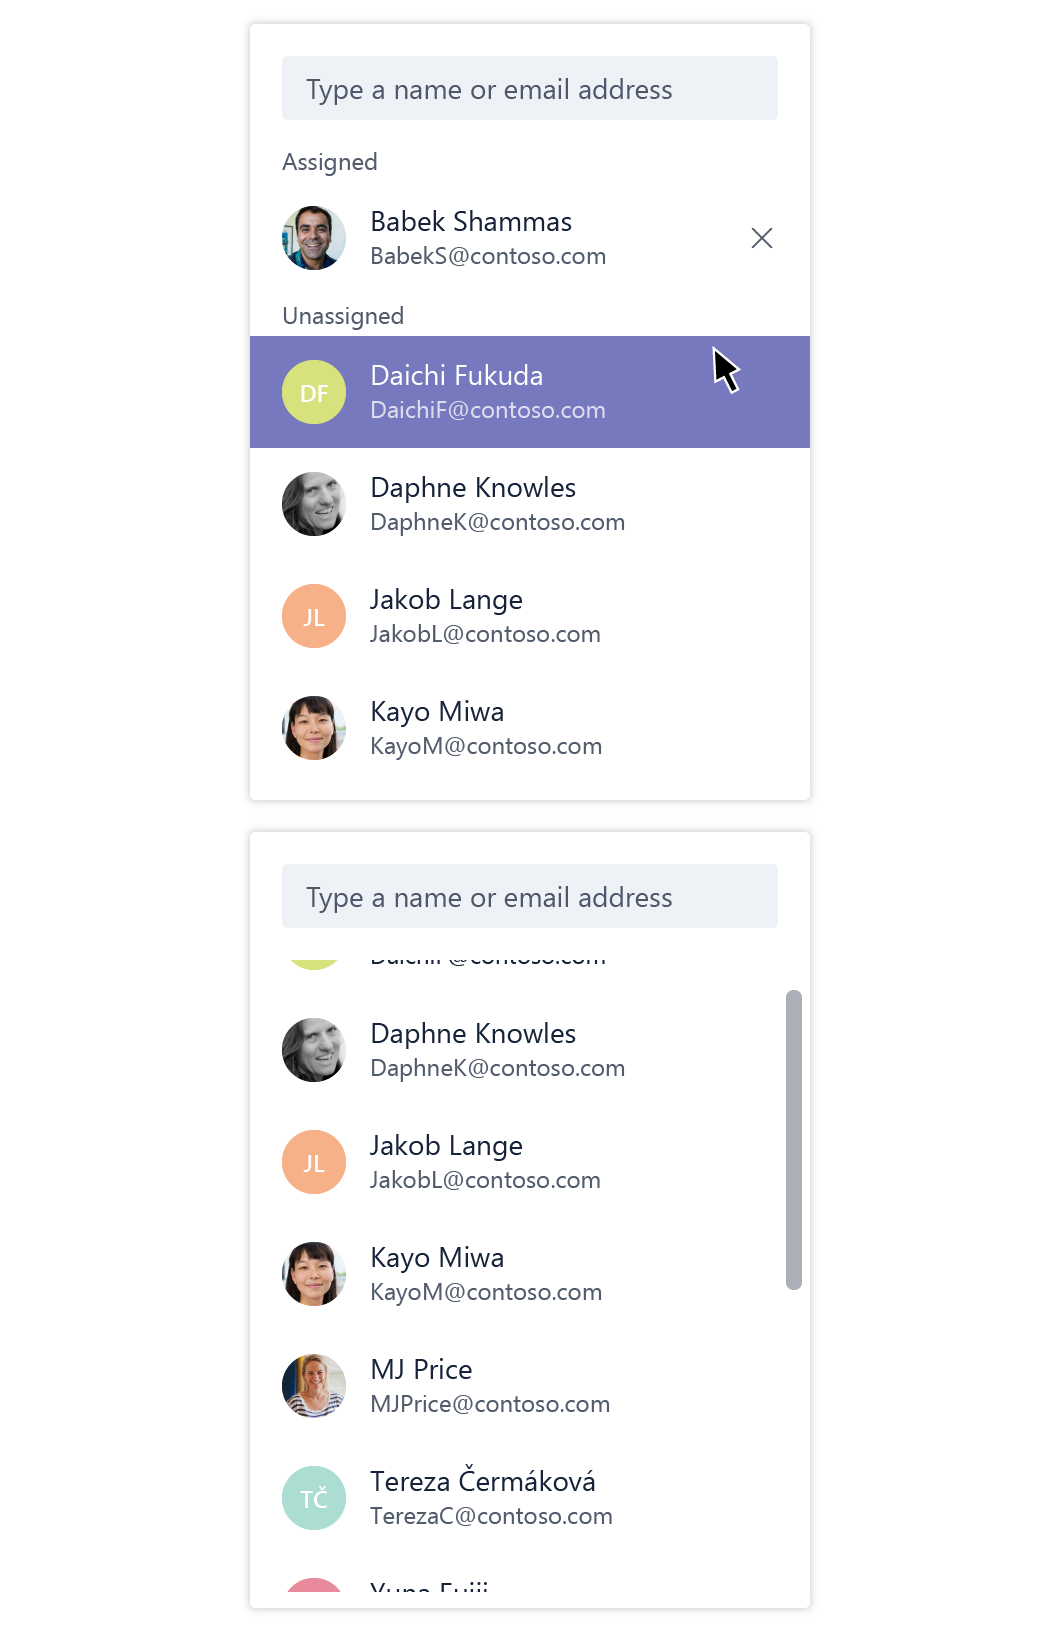 Type a name or email address
Assigned
Babek Shammas
BabekS@contoso.com
Unassigned
DF
Daichi Fukuda
DaichiF@contoso.com
Daphne Knowles
DaphneK@contoso.com
JL
Jakob Lange
JakobL@contoso.com
Kayo Miwa
KayoM@contoso.com
Type a name or email address
DaichiF@contoso.com
Daphne Knowles
DaphneK@contoso.com
JL
Jakob Lange
JakobL@contoso.com
Kayo Miwa
KayoM@contoso.com
MJ Price
MJPrice@contoso.com
TČ
Tereza Čermáková
TerezaC@contoso.com